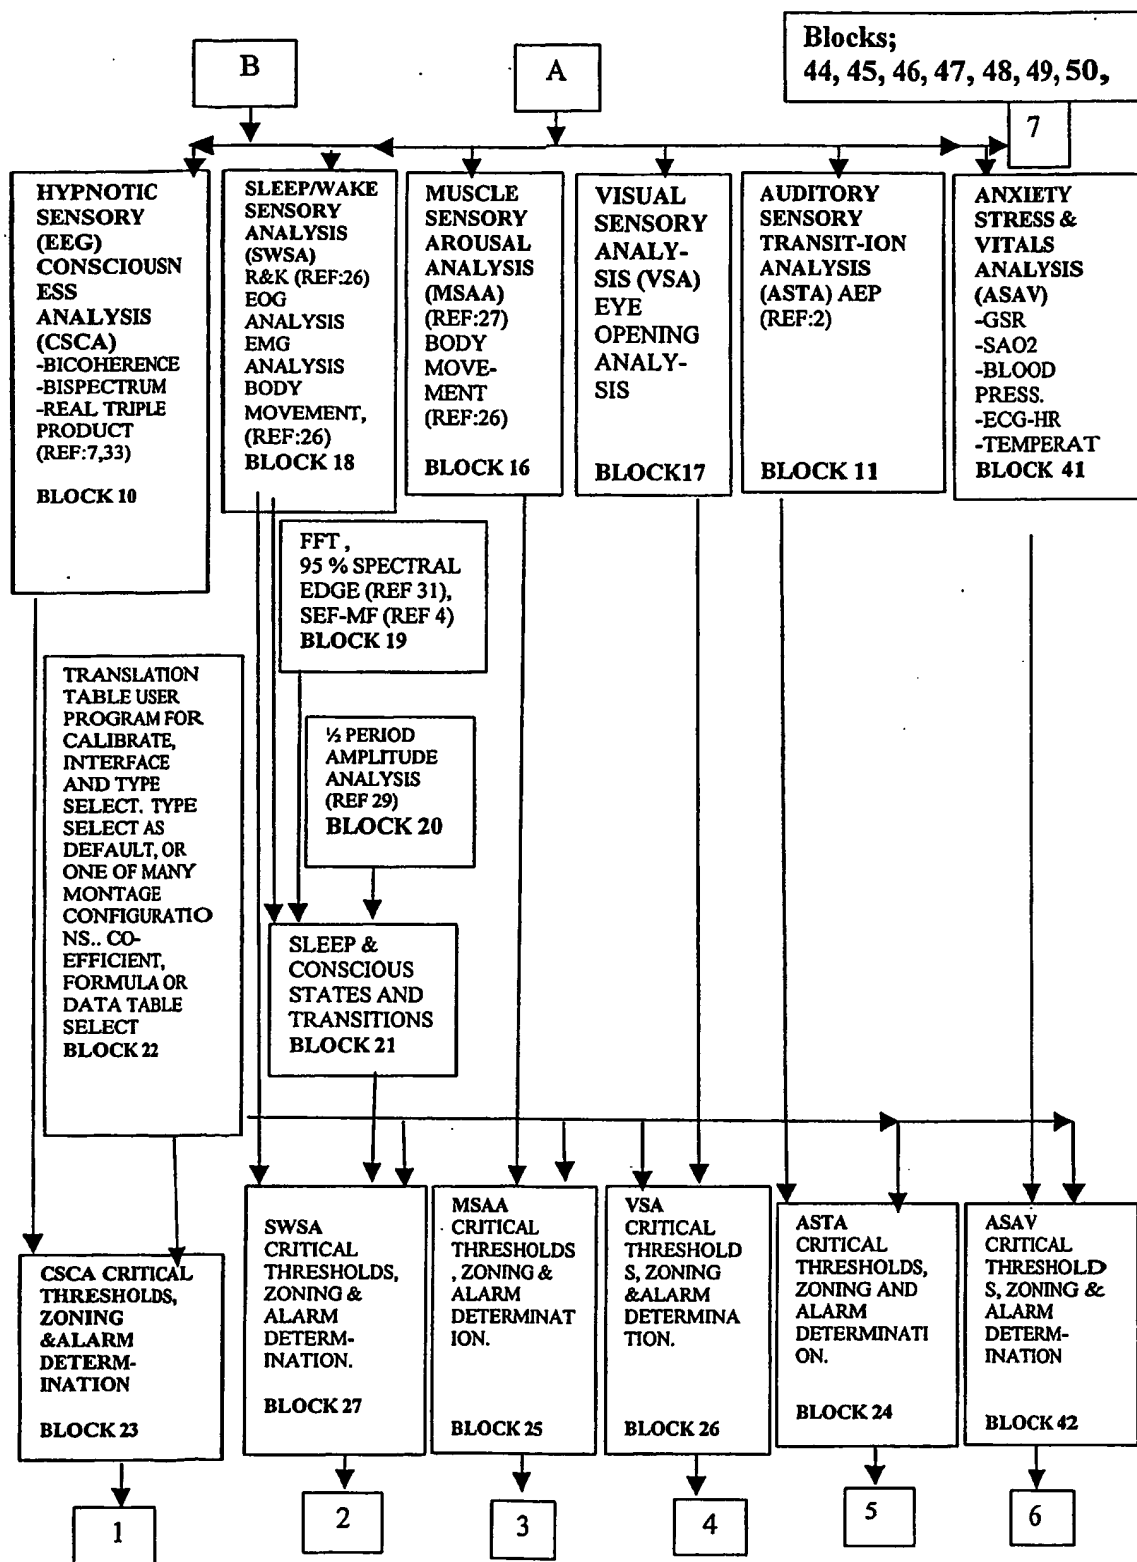 B
A
Blocks;
44, 45, 46, 47, 48, 49, 50,
7
HYPNOTIC
SENSORY
(EEG)
CONSCIOUSN
ESS
ANALYSIS
(CSCA)
-BICOHERENCE
-BISPECTRUM
-REAL TRIPLE
PRODUCT
(REF:7,33)
BLOCK 10
SLEEP/WAKE
SENSORY
ANALYSIS
(SWSA)
R&K (REF:26)
EOG
ANALYSIS
EMG
ANALYSIS
BODY
MOVEMENT,
(REF:26)
BLOCK 18
MUSCLE
SENSORY
AROUSAL
ANALYSIS
(MSAA)
(REF:27)
BODY
MOVE-
MENT
(REF:26)
BLOCK 16
VISUAL
SENSORY
ANALY-
SIS (VSA)
EYE
OPENING
ANALY-
SIS
BLOCK17
AUDITORY
SENSORY
TRANSIT-ION
ANALYSIS
(ASTA) AEP
(REF:2)
BLOCK 11
ANXIETY
STRESS &
VITALS
ANALYSIS
(ASAV)
-GSR
-SAO2
-BLOOD
PRESS.
-ECG-HR
-TEMPERAT
BLOCK 41
FFT ,
95 % SPECTRAL
EDGE (REF 31),
SEF-MF (REF 4)
BLOCK 19
TRANSLATION
TABLE USER
PROGRAM FOR
CALIBRATE,
INTERFACE
AND TYPE
SELECT. TYPE
SELECT AS
DEFAULT, OR
ONE OF MANY
MONTAGE
CONFIGURATIO
NS.. CO-
EFFICIENT,
FORMULA OR
DATA TABLE
SELECT
BLOCK 22
½ PERIOD
AMPLITUDE
ANALYSIS
(REF 29)
BLOCK 20
SLEEP &
CONSCIOUS
STATES AND
TRANSITIONS
BLOCK 21
CSCA CRITICAL
THRESHOLDS,
ZONING
&ALARM
DETERM-
INATION
BLOCK 23
SWSA
CRITICAL
THRESHOLDS,
ZONING &
ALARM
DETERM-
INATION.
BLOCK 27
MSAA
CRITICAL
THRESHOLDS
, ZONING &
ALARM
DETERMINAT
ION.
BLOCK 25
VSA
CRITICAL
THRESHOLD
S, ZONING
&ALARM
DETERMINA
TION.
BLOCK 26
ASTA
CRITICAL
THRESHOLDS,
ZONING AND
ALARM
DETERMINATI
ON.
BLOCK 24
ASAV
CRITICAL
THRESHOLD
S, ZONING &
ALARM
DETERM-
INATION
BLOCK 42
1
2
3
4
5
6